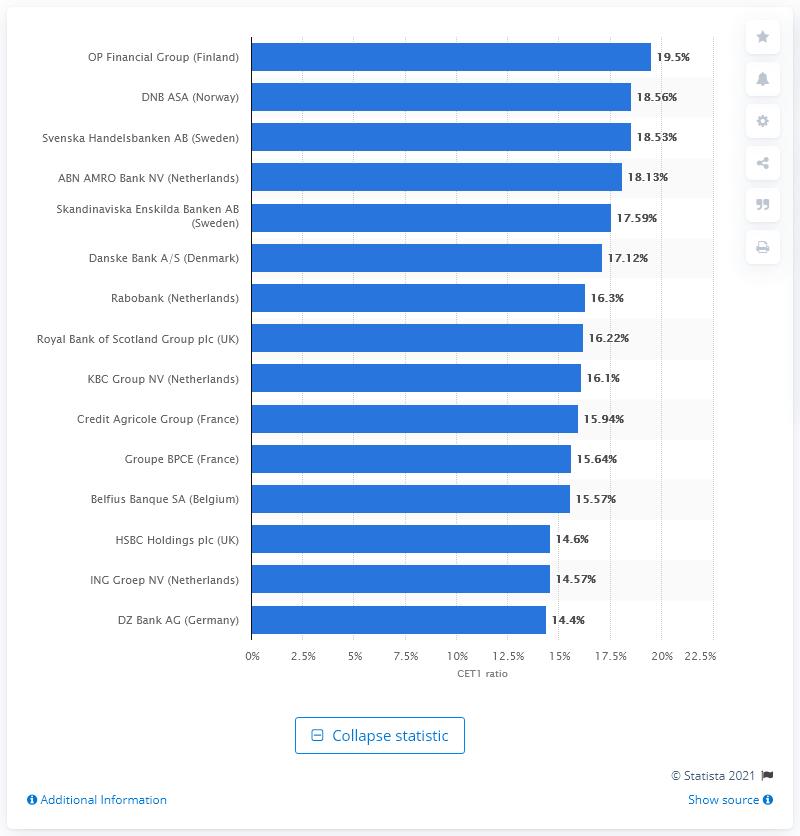 OP Financial Group (Finland) 19.5%
DNB ASA (Norway) 18.56%
Svenska Handelsbanken AB (Sweden) 18.53%
ABN AMRO Bank NV (Netherlands) 18.13%
Skandinaviska Enskilda Banken AB
(Sweden) 17.59%
Danske Bank A/S (Denmark) 17.12%
Rabobank (Netherlands) 16.3%
Royal Bank of Scotland Group plc (UK) 16.22%
KBC Group NV (Netherlands) 16.1%
Credit Agricole Group (France) 15.94%
Groupe BPCE (France) 15.64%
Belfius Banque SA (Belgium) 15.57%
HSBC Holdings plc (UK) 14.6%
ING Groep NV (Netherlands) 14.57%
DZ Bank AG (Germany) 14.4%
0% 2.5% 5% 7.5% 10% 12.5% 15% 17.5% 20% 22.5%
CET1 ratio
Collapse statistic
© Statista 2021
Additional Information Show source